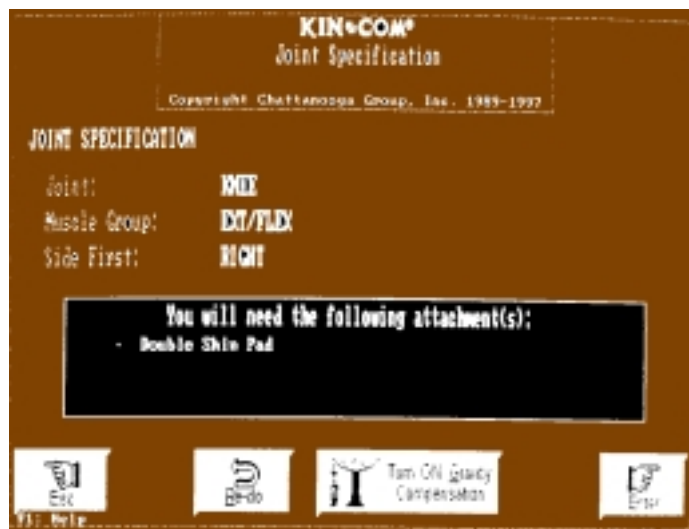 KIN•COM®
Joint Specification
Copyright Chattanooga Group, Inc. 1989-1997
JOINT SPECIFICATION
Joint: KNEE
Muscle Group: EXT/FLEX
Side First: RIGHT
You will need the following attachment(s):
- Double Shin Pad
Esc
Re-do
Turn ON Gravity
Compensation
Enter
F1: Help